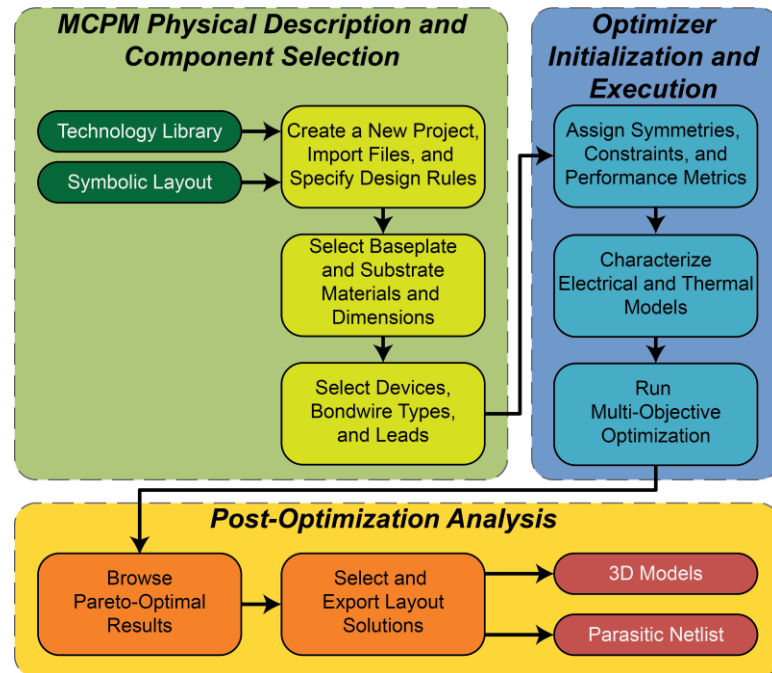 MCPM Physical Description and
Component Selection
Technology Library
Symbolic Layout
Create a New Project,
Import Files, and
Specify Design Rules
Select Baseplate
and Substrate
Materials and
Dimensions
Select Devices,
Bondwire Types,
and Leads
Optimizer
Initialization and
Execution
Assign Symmetries,
Constraints, and
Performance Metrics
Characterize
Electrical and Thermal
Models
Run
Multi-Objective
Optimization
Post-Optimization Analysis
Browse
Pareto-Optimal
Results
Select and
Export Layout
Solutions
3D Models
Parasitic Netlist